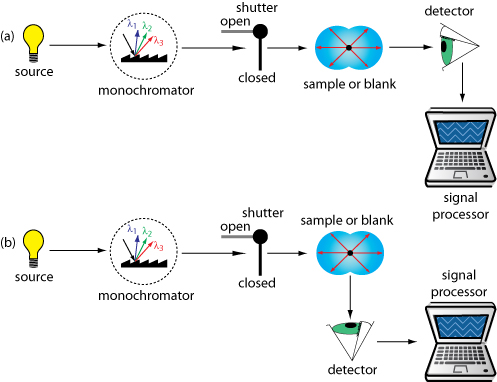 (a)
source
λ1
λ2
λ3
monochromator
shutter
open
closed
sample or blank
detector
signal
processor
(b)
source
λ1
λ2
λ3
monochromator
shutter
open
closed
sample or blank
detector
signal
processor